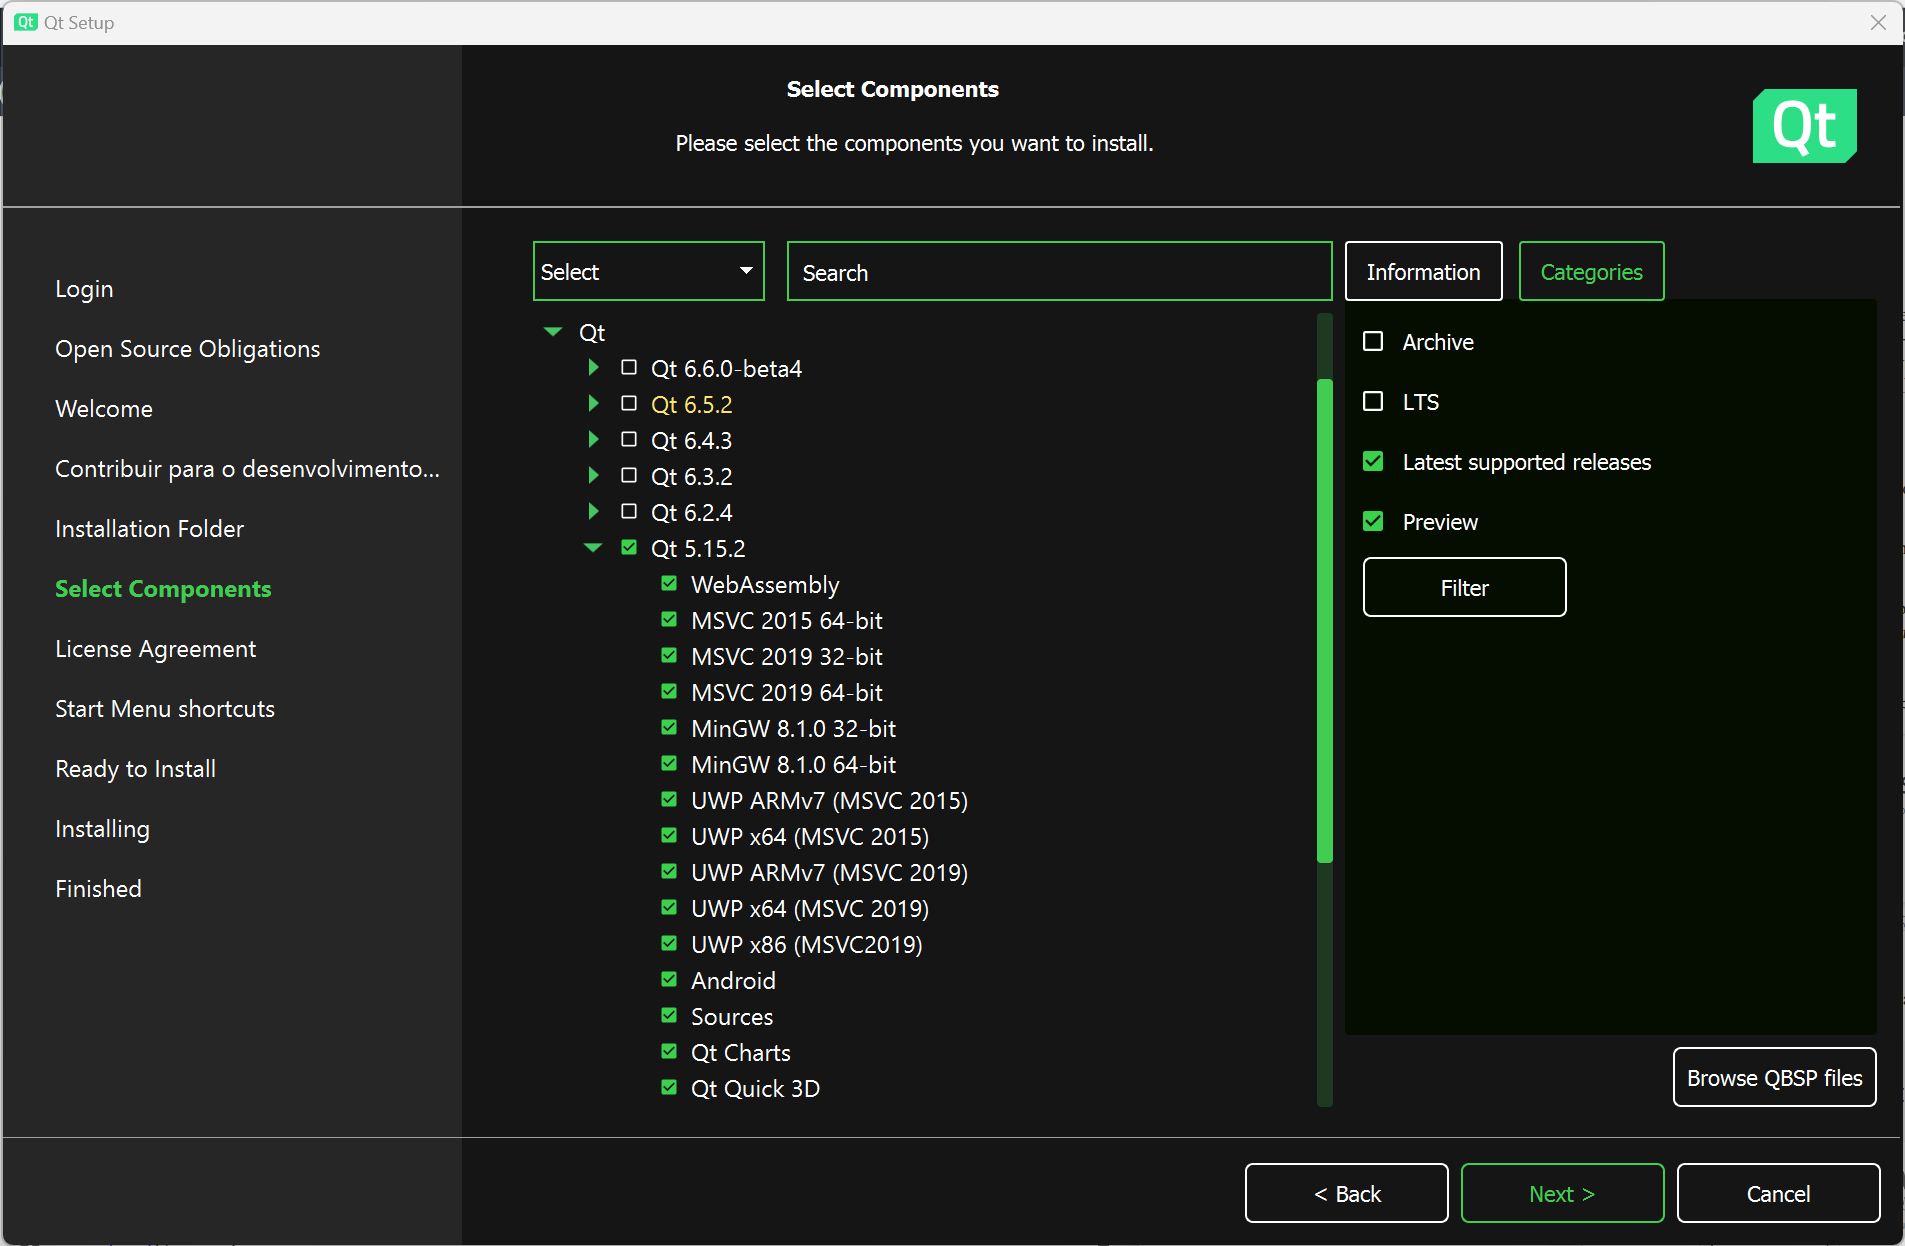 Qt Qt Setup
Select Components
Please select the components you want to install.
Qt
Login
Open Source Obligations
Welcome
Contribuir para o desenvolvimento...
Installation Folder
Select Components
License Agreement
Start Menu shortcuts
Ready to Install
Installing
Finished
Select
Search
Information
Categories
Qt
Qt 6.6.0-beta4
Qt 6.5.2
Qt 6.4.3
Qt 6.3.2
Qt 6.2.4
Qt 5.15.2
WebAssembly
MSVC 2015 64-bit
MSVC 2019 32-bit
MSVC 2019 64-bit
MinGW 8.1.0 32-bit
MinGW 8.1.0 64-bit
UWP ARMv7 (MSVC 2015)
UWP x64 (MSVC 2015)
UWP ARMv7 (MSVC 2019)
UWP x64 (MSVC 2019)
UWP x86 (MSVC2019)
Android
Sources
Qt Charts
Qt Quick 3D
Archive
LTS
Latest supported releases
Preview
Filter
Browse QBSP files
< Back
Next >
Cancel